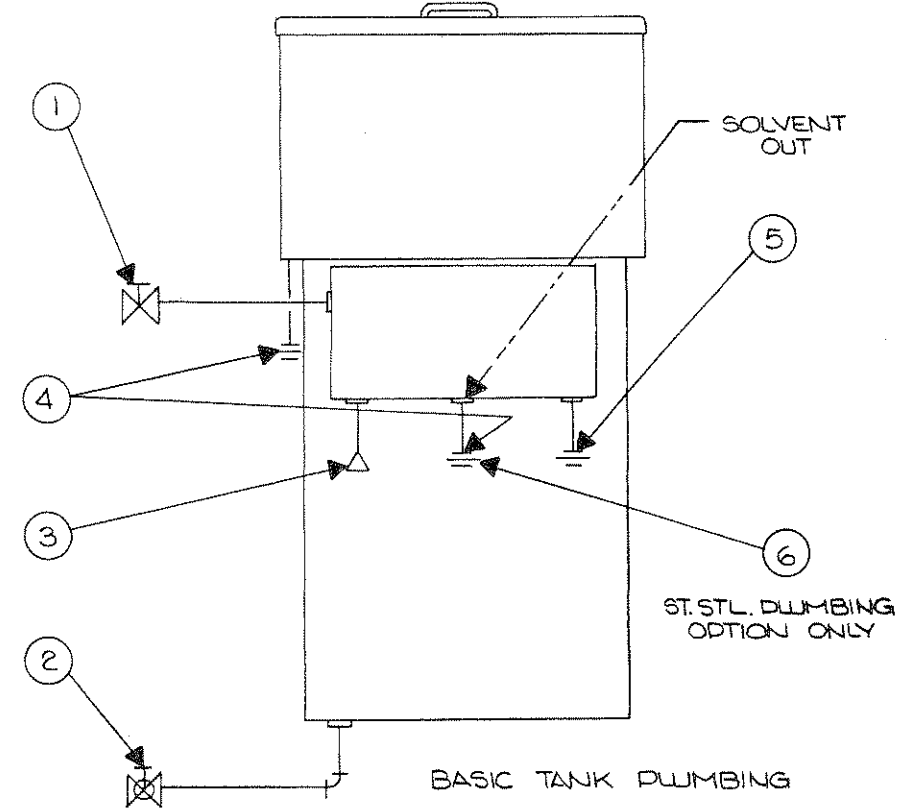 1
SOLVENT
OUT
5
4
3
6
ST. STL. PLUMBING
OPTION ONLY
2
BASIC TANK PLUMBING